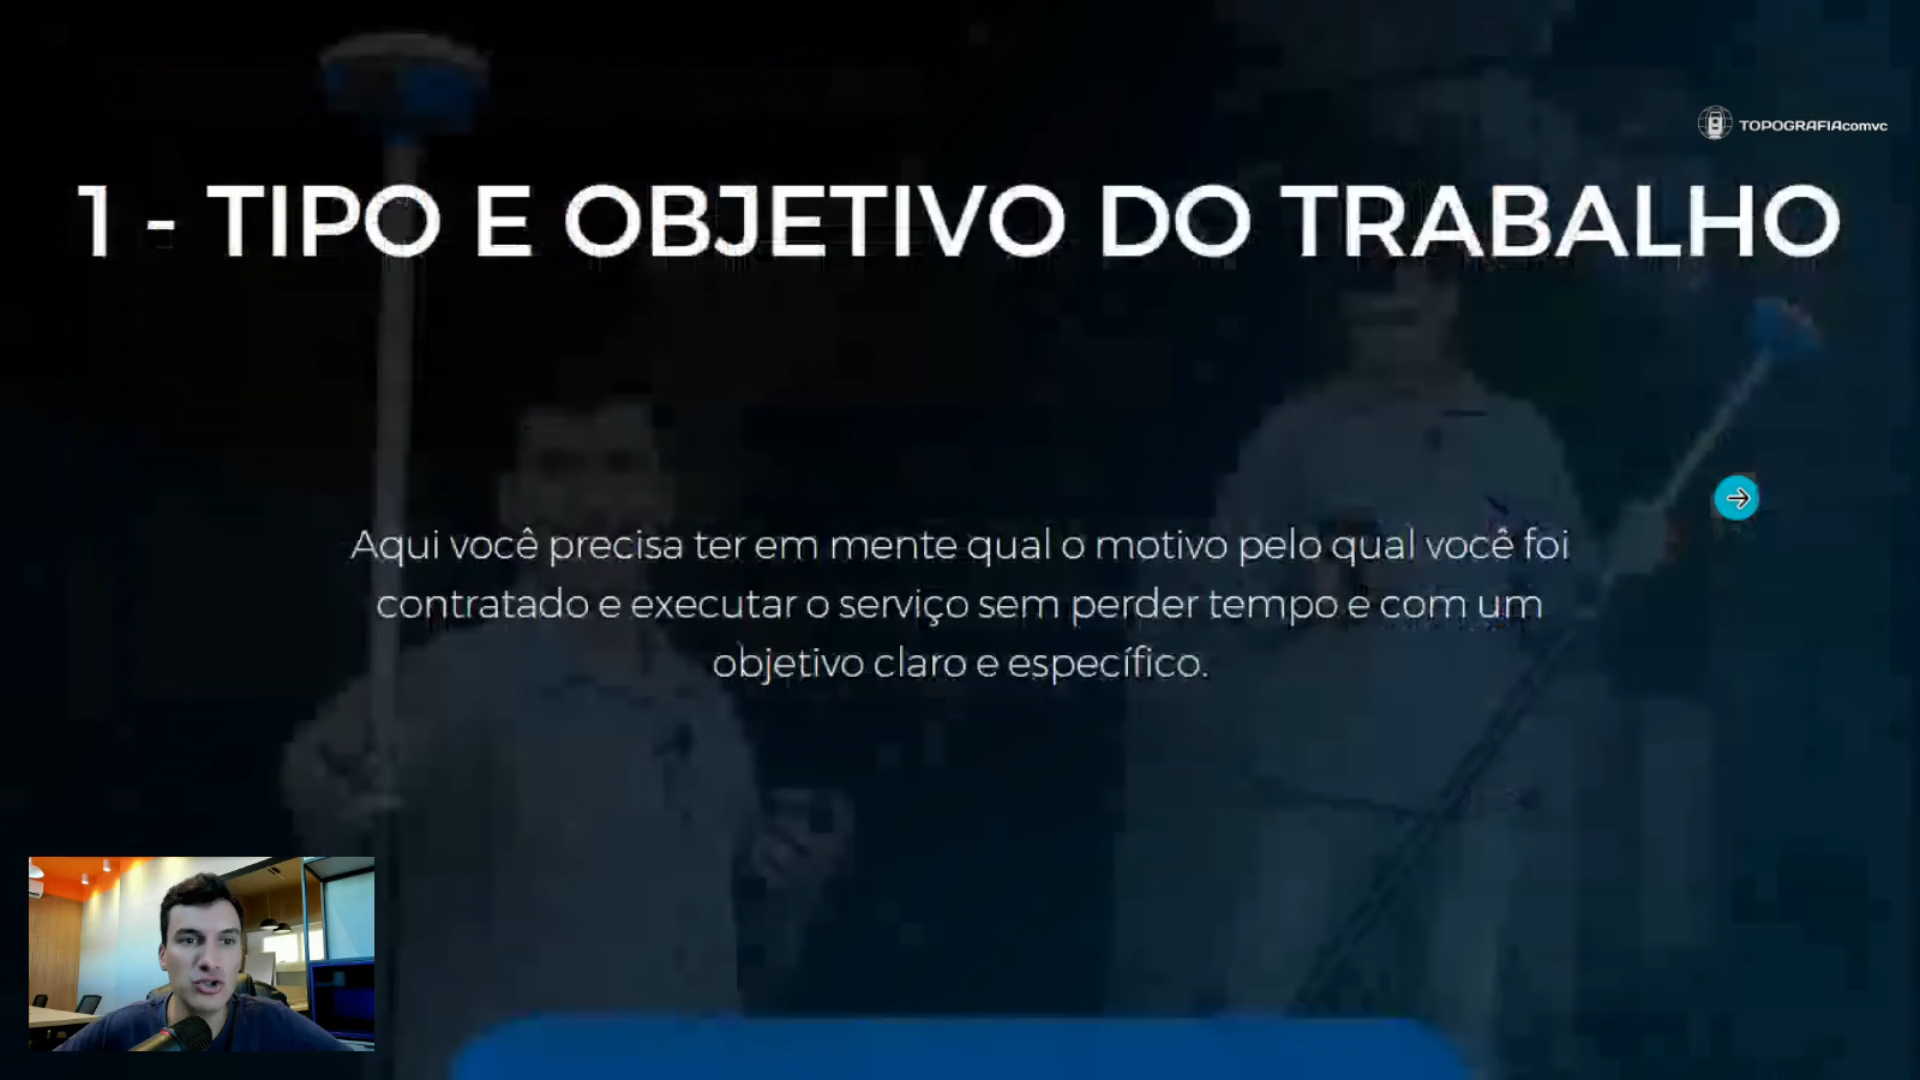 TOPOGRAFIAcomvc
1 - TIPO E OBJETIVO DO TRABALHO
Aqui você precisa ter em mente qual o motivo pelo qual você foi
contratado e executar o serviço sem perder tempo e com um
objetivo claro e específico.